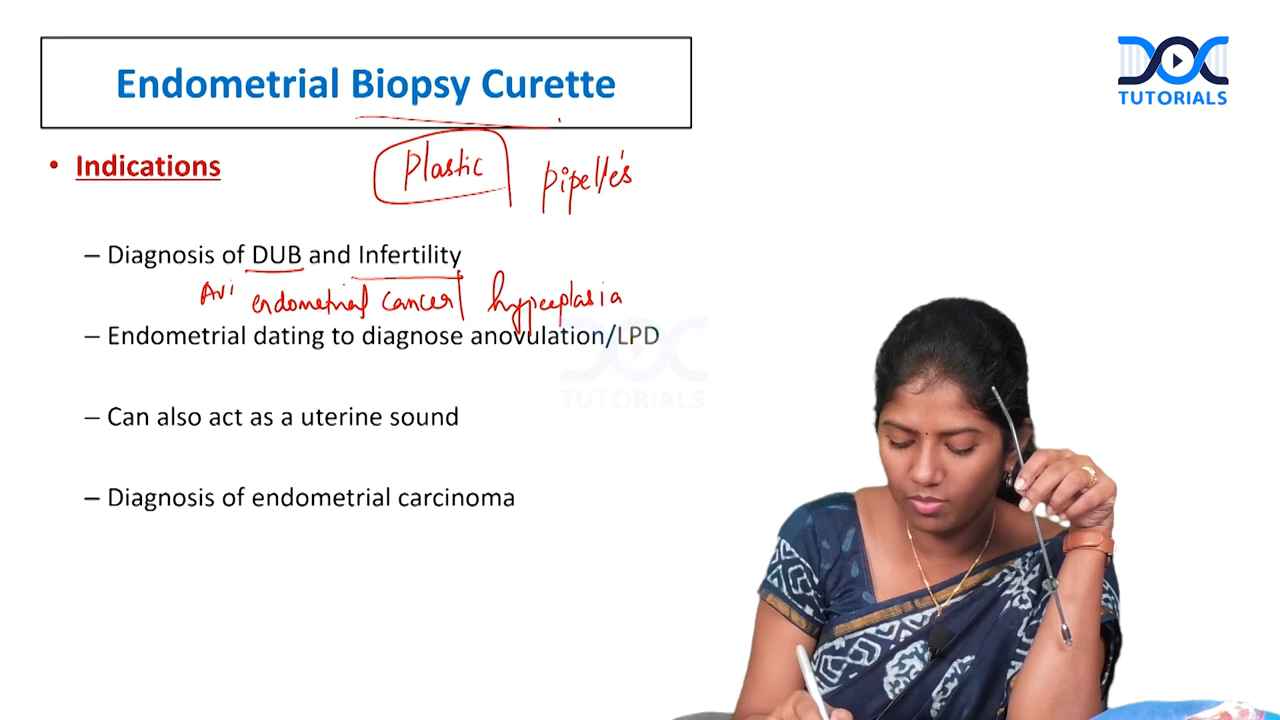 Endometrial Biopsy Curette
TUTORIALS
• Indications
Plastic pipelle's
– Diagnosis of DUB and Infertility
endometrial cancer hyperplasia
– Endometrial dating to diagnose anovulation/LPD
TUTORIALS
– Can also act as a uterine sound
– Diagnosis of endometrial carcinoma